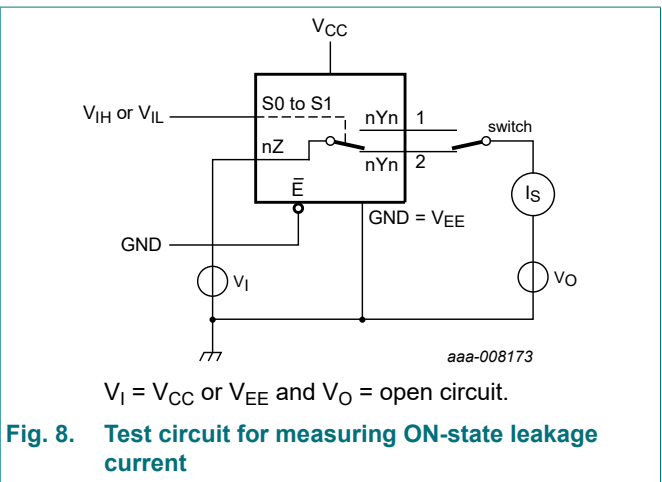 VCC
VIH or VIL
S0 to S1
nYn
1
switch
nZ
nYn
2
E̅
IS
GND = VEE
GND
VI
VO
aaa-008173
VI = VCC or VEE and VO = open circuit.
Fig. 8. Test circuit for measuring ON-state leakage
current